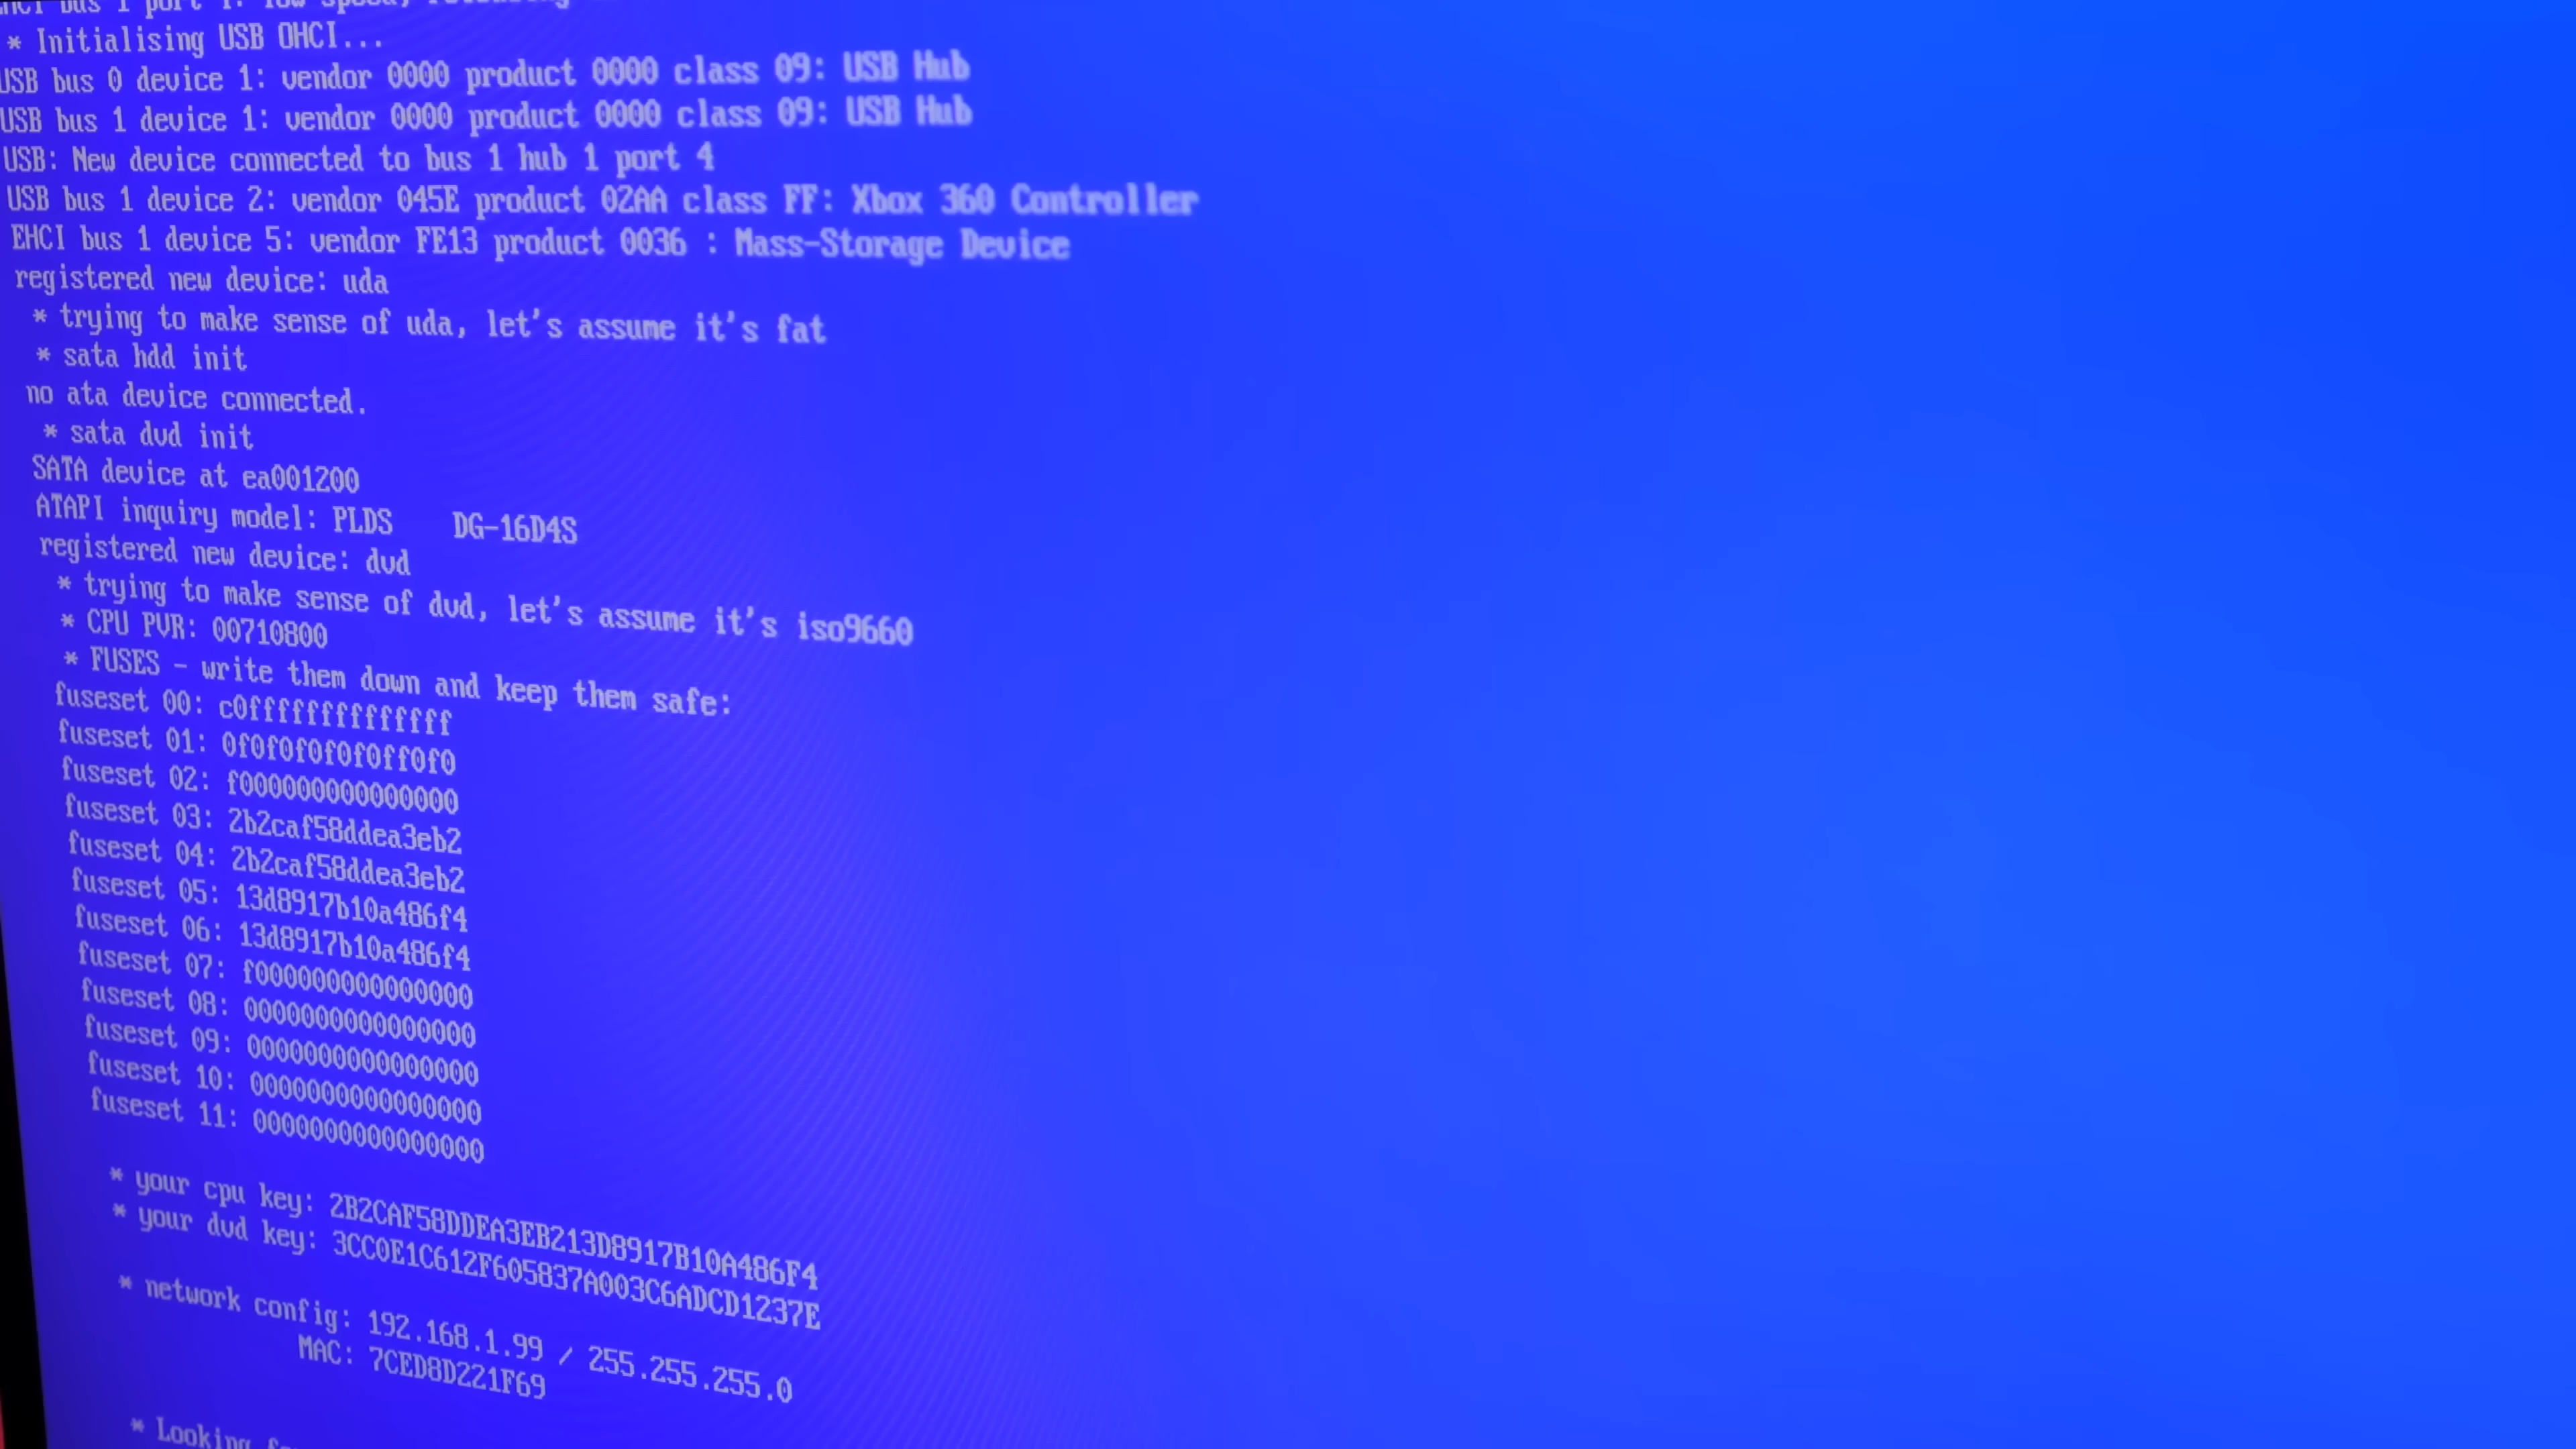 EHCI bus 1 port 1: low speed,
* Initialising USB OHCI...
USB bus 0 device 1: vendor 0000 product 0000 class 09: USB Hub
USB bus 1 device 1: vendor 0000 product 0000 class 09: USB Hub
USB: New device connected to bus 1 hub 1 port 4
USB bus 1 device 2: vendor 045E product 02AA class FF: Xbox 360 Controller
EHCI bus 1 device 5: vendor FE13 product 0036 : Mass-Storage Device
registered new device: uda
* trying to make sense of uda, let's assume it's fat
* sata hdd init
no ata device connected.
* sata dvd init
SATA device at ea001200
ATAPI inquiry model: PLDS    DG-16D4S
registered new device: dvd
* trying to make sense of dvd, let's assume it's iso9660
* CPU PVR: 00710800
* FUSES - write them down and keep them safe:
fuseset 00: c0ffffffffffffff
fuseset 01: 0f0f0f0f0f0ff0f0
fuseset 02: f000000000000000
fuseset 03: 2b2caf58ddea3eb2
fuseset 04: 2b2caf58ddea3eb2
fuseset 05: 13d8917b10a486f4
fuseset 06: 13d8917b10a486f4
fuseset 07: f000000000000000
fuseset 08: 0000000000000000
fuseset 09: 0000000000000000
fuseset 10: 0000000000000000
fuseset 11: 0000000000000000
* your cpu key: 2B2CAF58DDEA3EB213D8917B10A486F4
* your dvd key: 3CC0E1C612F605837A003C6ADCD1237E
* network config: 192.168.1.99 / 255.255.255.0
MAC: 7CED8D221F69
* Looking